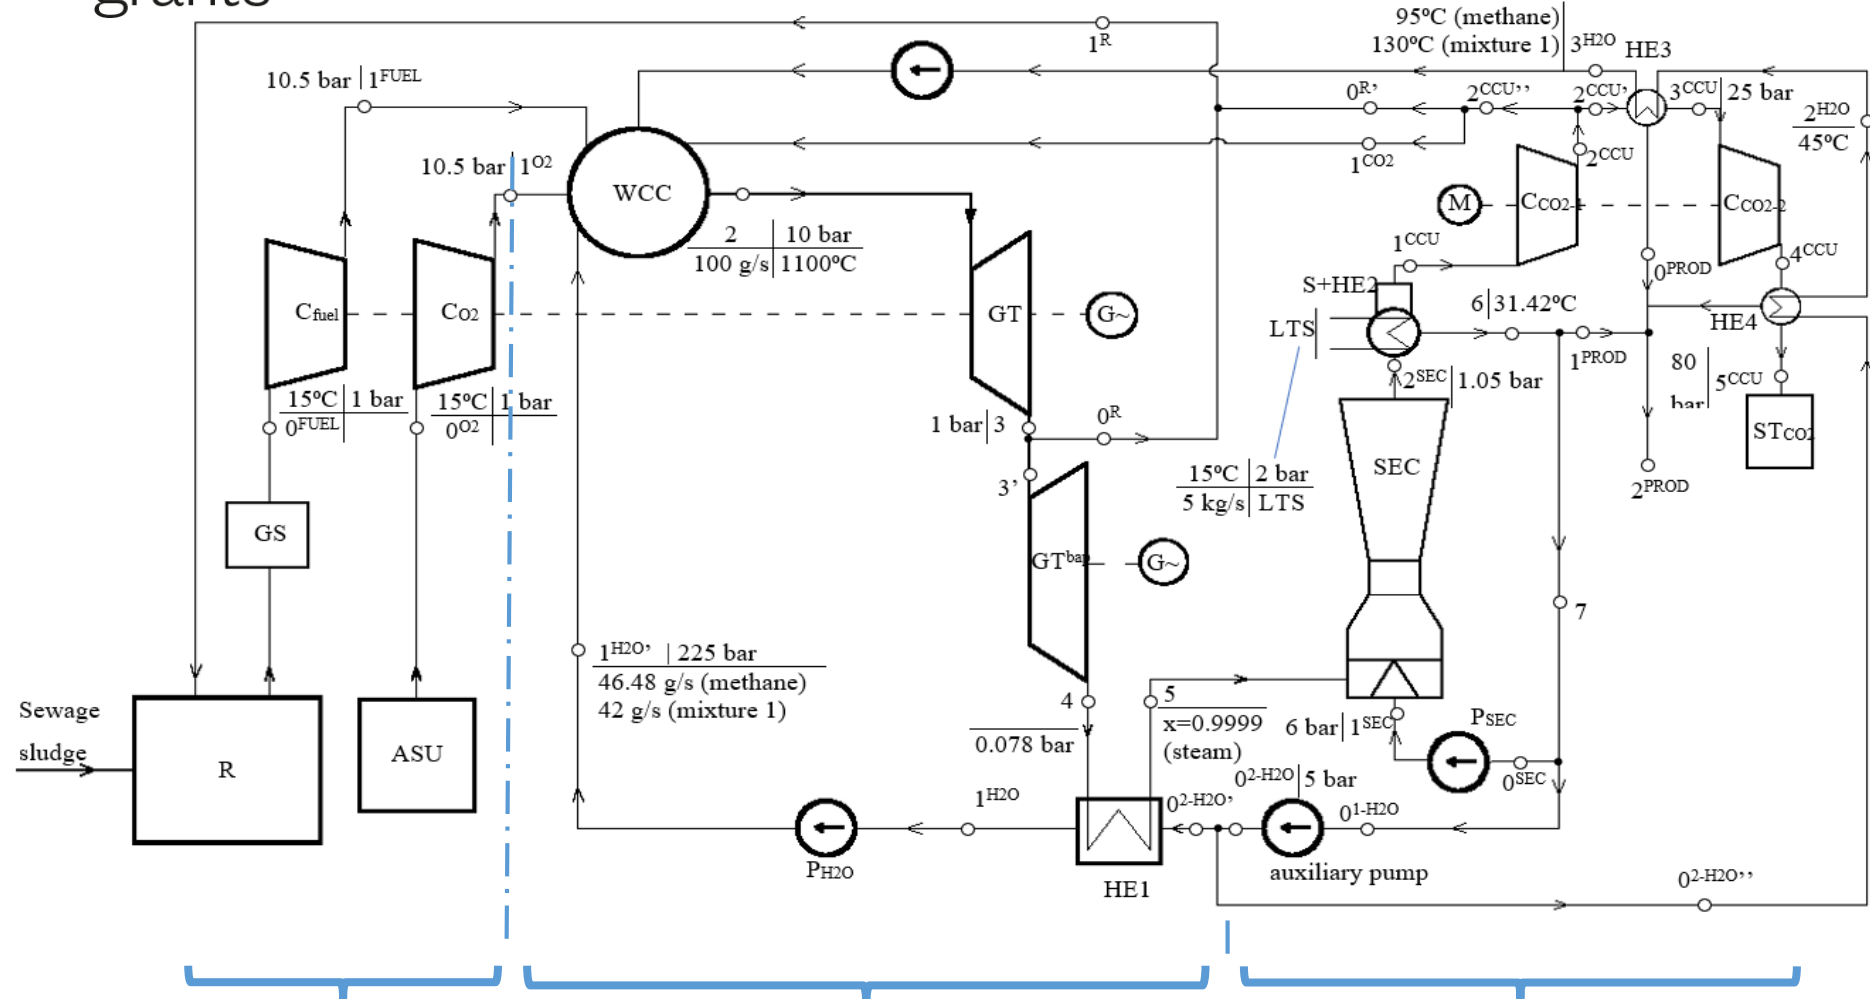 grants
95ºC (methane)
130ºC (mixture 1)
3H2O
HE3
1R
10.5 bar 1FUEL
0R’
2CCU’’
2CCU’
3CCU
25 bar
2H2O
45ºC
10.5 bar 1O2
1CO2
2CCU
WCC
M
CCO2-1
CCO2-2
2
10 bar
100 g/s
1100ºC
1CCU
4CCU
0PROD
Cfuel
CO2
GT
G~
S+HE2
LTS
6
31.42ºC
HE4
1PROD
2SEC
1.05 bar
80
bar
5CCU
15ºC
1 bar
0FUEL
15ºC
1 bar
0O2
1 bar
3
0R
STCO2
SEC
15ºC
2 bar
5 kg/s
LTS
3’
2PROD
GS
GTbap
G~
7
1H2O’
225 bar
46.48 g/s (methane)
42 g/s (mixture 1)
4
5
x=0.9999
(steam)
0.078 bar
6 bar 1SEC
PSEC
Sewage
sludge
R
ASU
02-H2O
5 bar
0SEC
1H2O
02-H2O’
01-H2O
PH2O
HE1
auxiliary pump
02-H2O’’